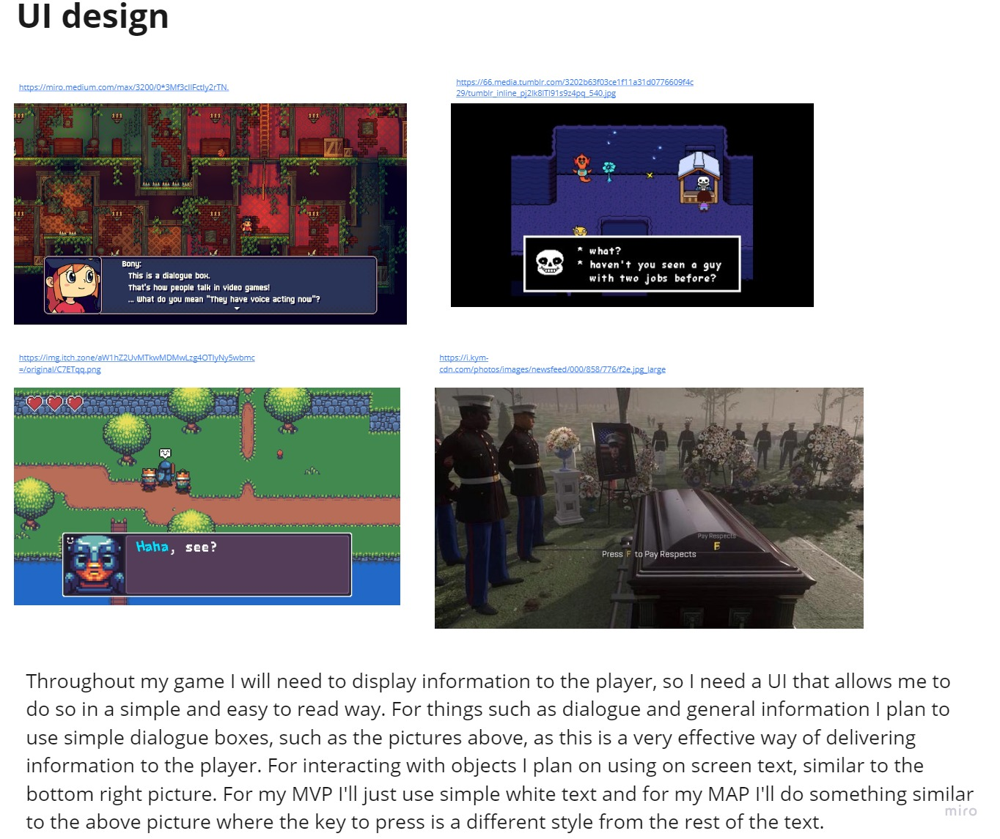 UI design
https://miro.medium.com/max/3200/0*3Mf3cIIFctIy2rTN.
https://66.media.tumblr.com/3202b63f03ce1f11a31d0776609f4c
29/tumblr_inline_pj2lk8lTl91s9z4pq_540.jpg
Bony:
This is a dialogue box.
That's how people talk in video games!
... What do you mean "They have voice acting now"?
* what?
* haven't you seen a guy
with two jobs before?
https://img.itch.zone/aW1hZ2UvMTkwMDMwLzg4OTIyNy5wbmc
=/original/C7ETqq.png
https://i.kym-
cdn.com/photos/images/newsfeed/000/858/776/f2e.jpg_large
Haha, see?
Pay Respects
F
Press F to Pay Respects
Throughout my game I will need to display information to the player, so I need a UI that allows me to
do so in a simple and easy to read way. For things such as dialogue and general information I plan to
use simple dialogue boxes, such as the pictures above, as this is a very effective way of delivering
information to the player. For interacting with objects I plan on using on screen text, similar to the
bottom right picture. For my MVP I'll just use simple white text and for my MAP I'll do something similar
to the above picture where the key to press is a different style from the rest of the text.
miro